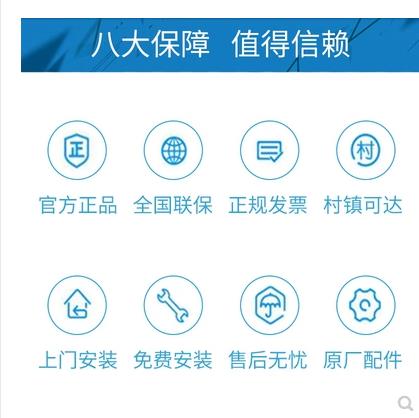 八大保障 值得信赖
正
村
官方正品 全国联保 正规发票 村镇可达
上门安装 免费安装 售后无忧 原厂配件